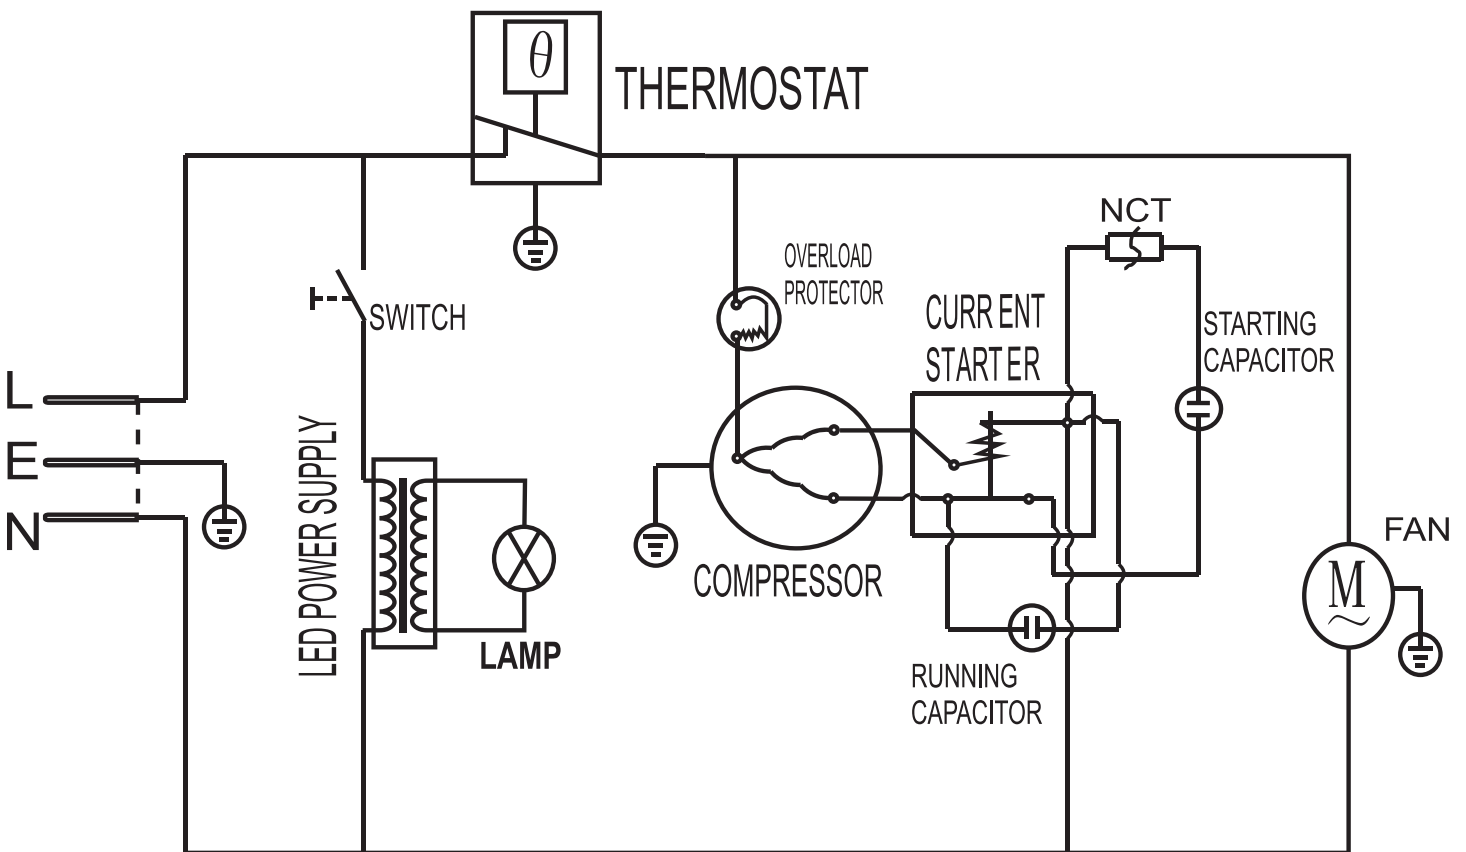 θ
THERMOSTAT
NCT
OVERLOAD
PROTECTOR
CURR ENT
START ER
STARTING
CAPACITOR
SWITCH
L
E
N
LED POWER SUPPLY
LAMP
COMPRESSOR
RUNNING
CAPACITOR
FAN
M
~